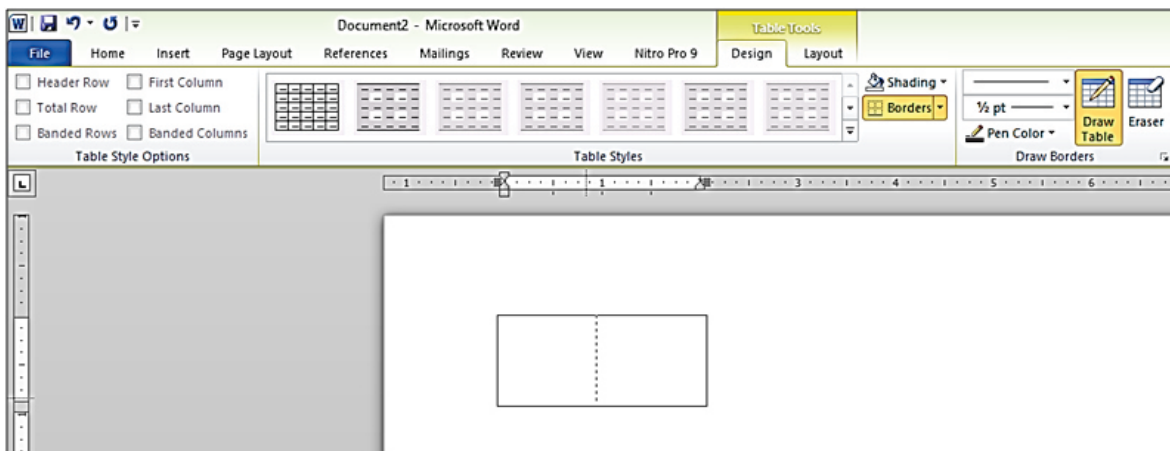 W Document2 - Microsoft Word Table Tools
File Home Insert Page Layout References Mailings Review View Nitro Pro 9 Design Layout
Header Row First Column
Total Row Last Column
Banded Rows Banded Columns
Table Style Options
Table Styles
Shading
Borders
½ pt
Pen Color
Draw
Table
Eraser
Draw Borders
L
1 1 3 4 5 6